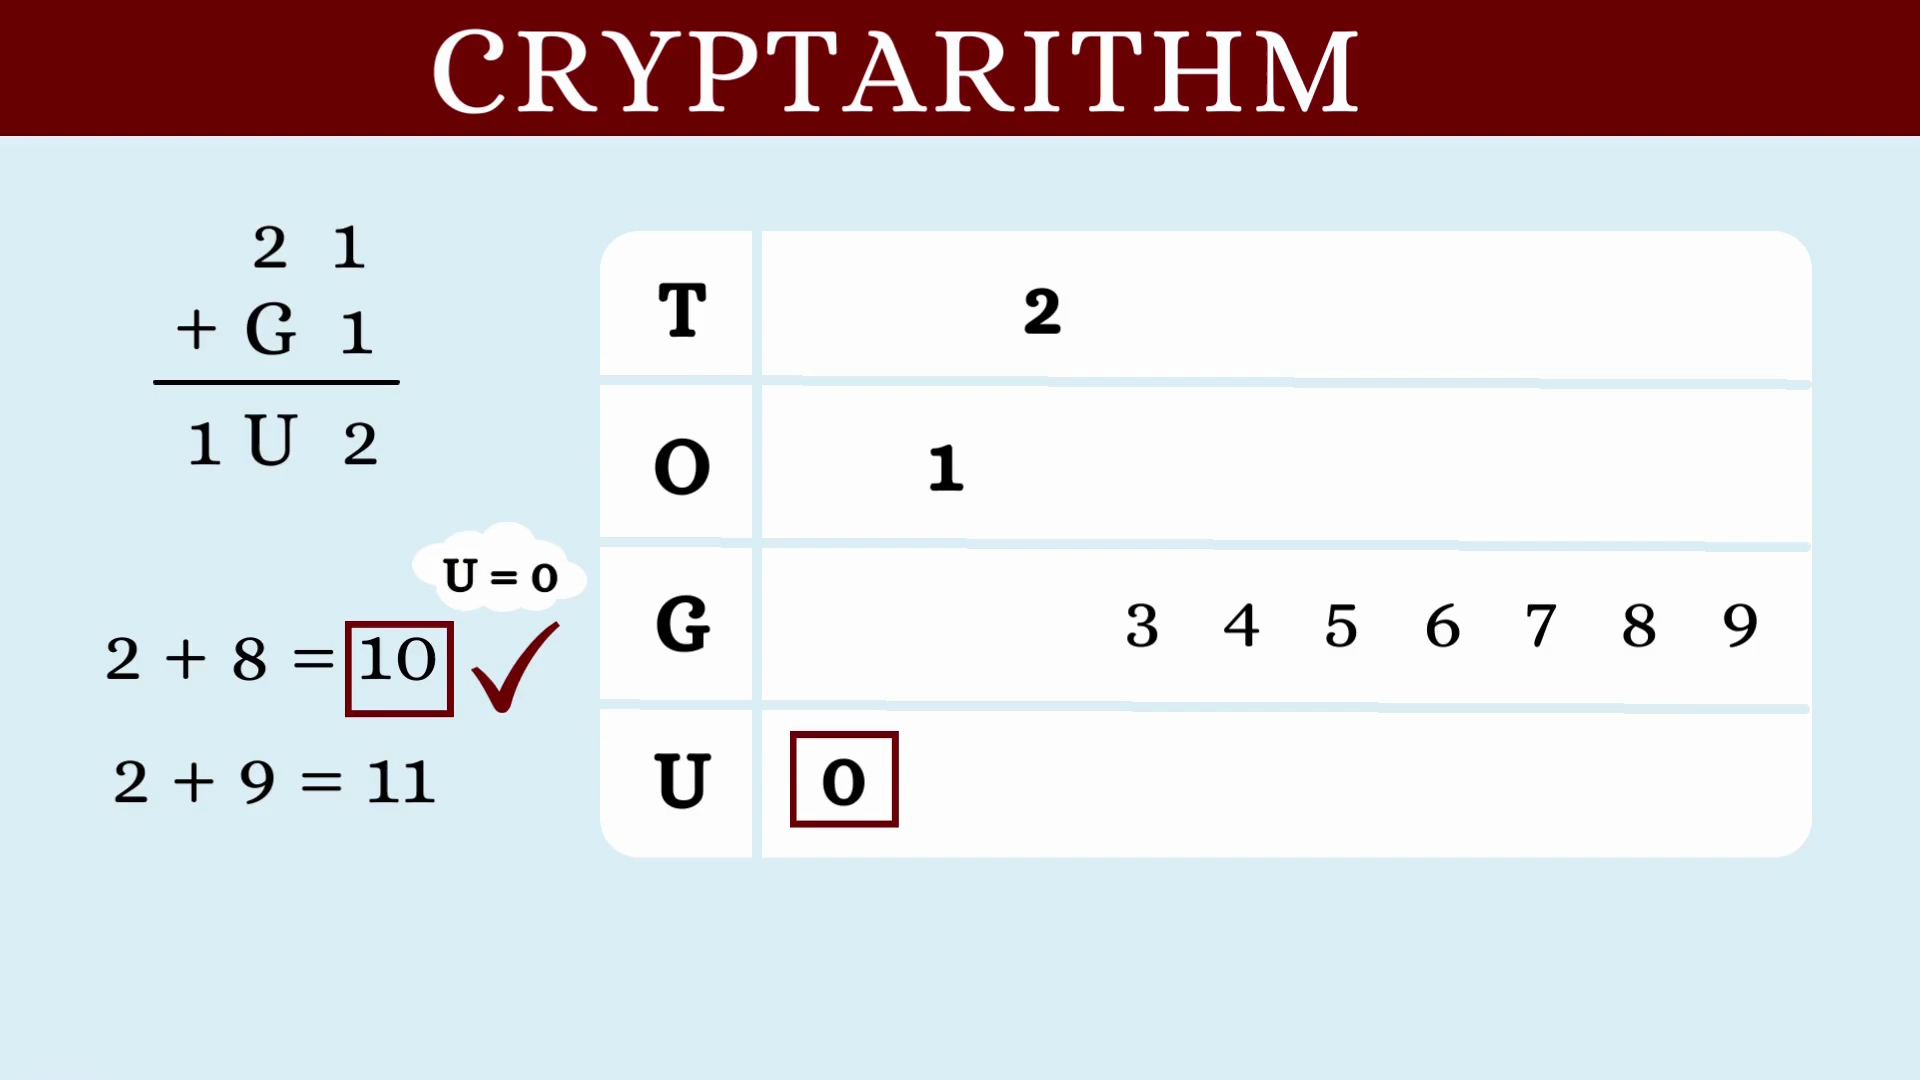 CRYPTARITHM
2 1
+ G 1
1 U 2
U = 0
2 + 8 = 10
2 + 9 = 11
T 2
O 1
G 3 4 5 6 7 8 9
U 0